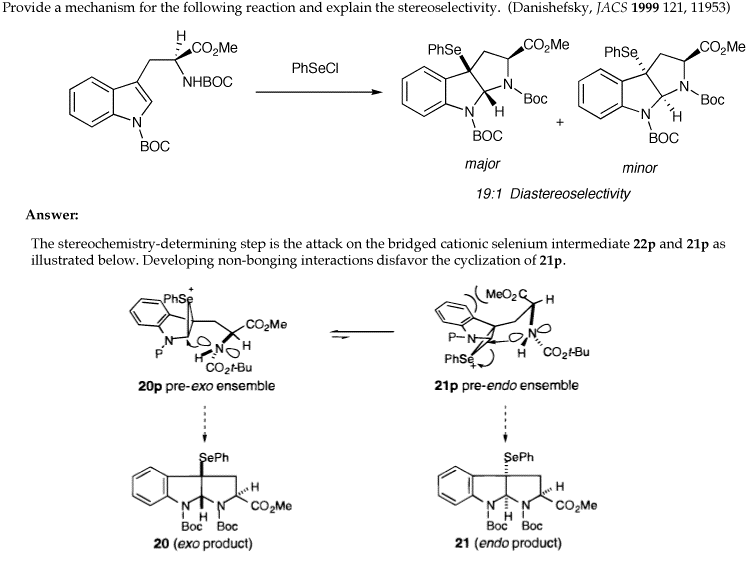 Provide a mechanism for the following reaction and explain the stereoselectivity. (Danishefsky, JACS 1999 121, 11953)
H
CO2Me
NHBOC
N
BOC
PhSeCl
PhSe
CO2Me
N
Boc
N
H
BOC
major
+
PhSe
CO2Me
N
Boc
N
H
BOC
minor
19:1 Diastereoselectivity
Answer:
The stereochemistry-determining step is the attack on the bridged cationic selenium intermediate 22p and 21p as
illustrated below. Developing non-bonging interactions disfavor the cyclization of 21p.
+
PhSe
CO2Me
H
N
P
H
N
CO2t-Bu
20p pre-exo ensemble
MeO2C
H
P-N
N
PhSe
+
H
CO2t-Bu
21p pre-endo ensemble
SePh
H
CO2Me
N
H
N
Boc
Boc
20 (exo product)
SePh
H
CO2Me
N
H
N
Boc
Boc
21 (endo product)